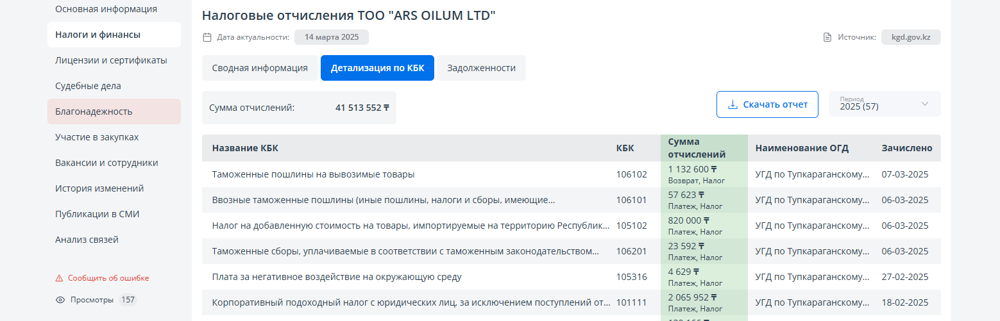 Основная информация
Налоги и финансы
Лицензии и сертификаты
Судебные дела
Благонадежность
Участие в закупках
Вакансии и сотрудники
История изменений
Публикации в СМИ
Анализ связей
Сообщить об ошибке
Просмотры 157
Налоговые отчисления ТОО "ARS OILUM LTD"
Дата актуальности: 14 марта 2025
Источник: kgd.gov.kz
Сводная информация Детализация по КБК Задолженности
Сумма отчислений: 41 513 552 ₸
Скачать отчет
Период
2025 (57)
Название КБК КБК Сумма отчислений Наименование ОГД Зачислено
Таможенные пошлины на вывозимые товары 106102 1 132 600 ₸ УГД по Тупкараганскому... 07-03-2025
Возврат, Налог
Ввозные таможенные пошлины (иные пошлины, налоги и сборы, имеющие... 106101 57 623 ₸ УГД по Тупкараганскому... 06-03-2025
Платеж, Налог
Налог на добавленную стоимость на товары, импортируемые на территорию Республик... 105102 820 000 ₸ УГД по Тупкараганскому... 06-03-2025
Платеж, Налог
Таможенные сборы, уплачиваемые в соответствии с таможенным законодательством... 106201 23 592 ₸ УГД по Тупкараганскому... 06-03-2025
Платеж, Налог
Плата за негативное воздействие на окружающую среду 105316 4 629 ₸ УГД по Тупкараганскому... 27-02-2025
Платеж, Налог
Корпоративный подоходный налог с юридических лиц, за исключением поступлений от... 101111 2 065 952 ₸ УГД по Тупкараганскому... 18-02-2025
Платеж, Налог